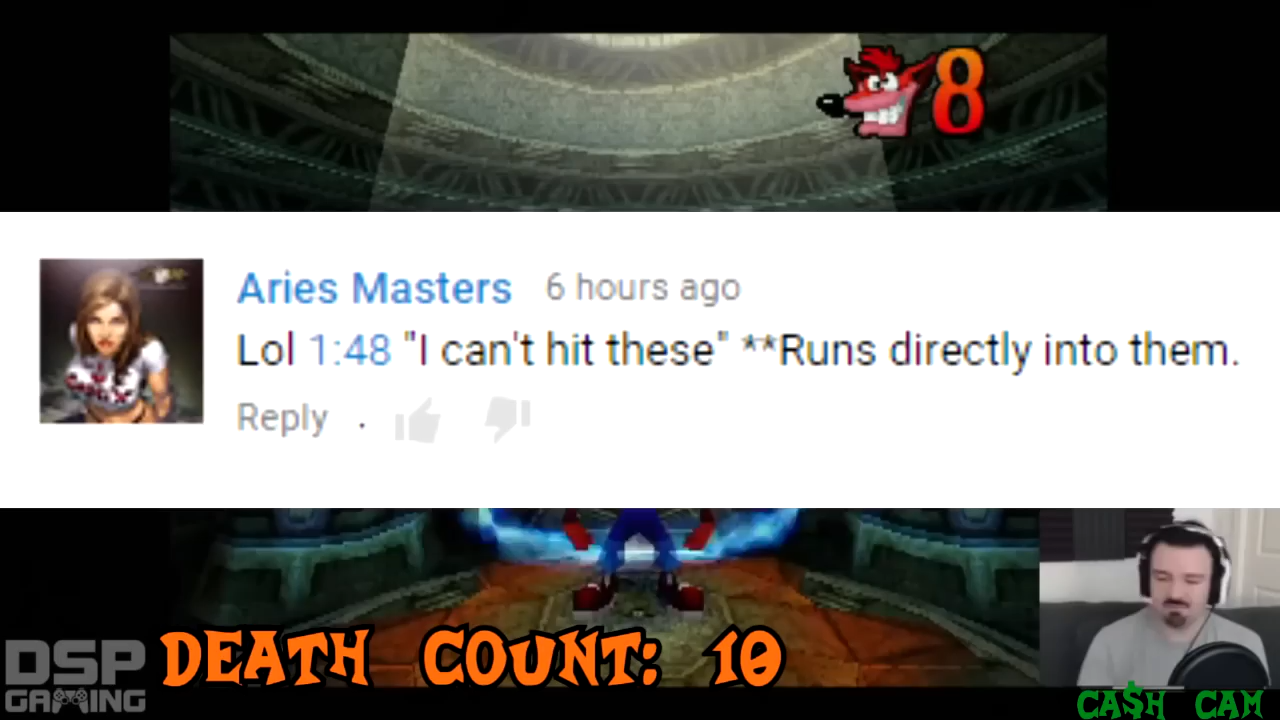 8
Aries Masters 6 hours ago
Lol 1:48 "I can't hit these" **Runs directly into them.
Reply .
DSP
GAMING
DEATH COUNT: 10
CA$H CAM